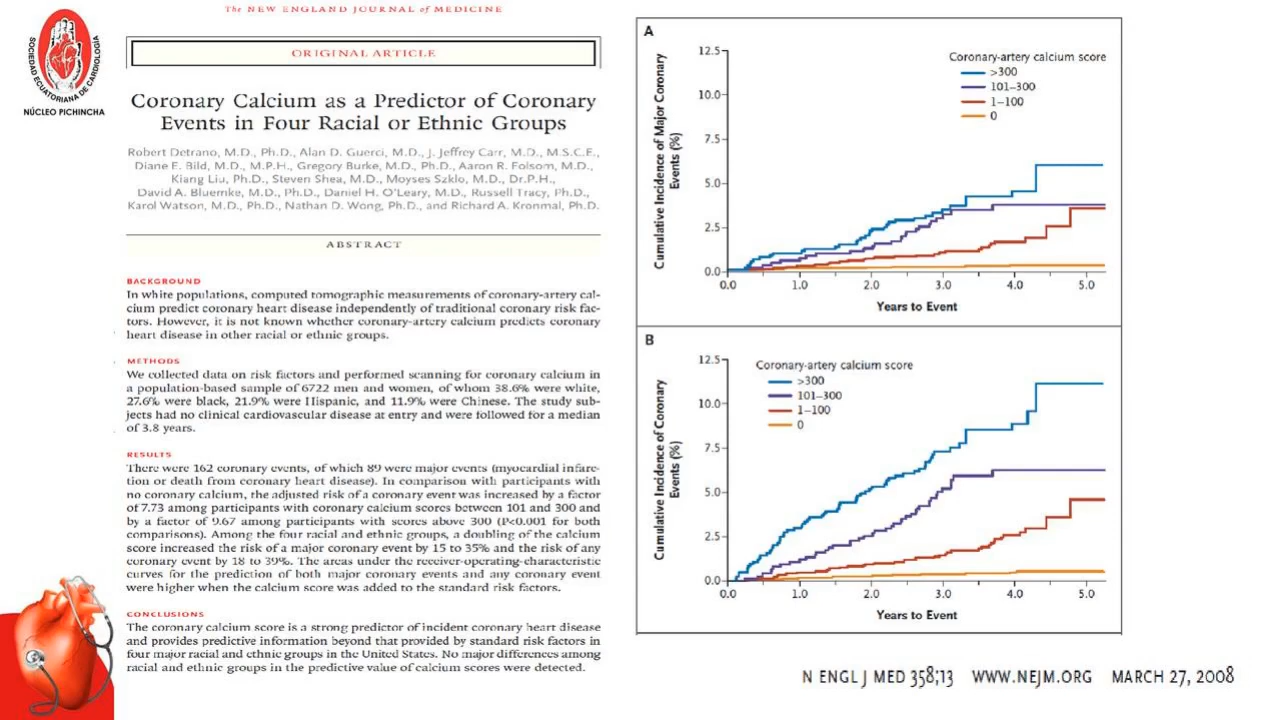 The NEW ENGLAND JOURNAL of MEDICINE
SOCIEDAD ECUATORIANA DE CARDIOLOGÍA
NÚCLEO PICHINCHA
ORIGINAL ARTICLE
Coronary Calcium as a Predictor of Coronary
Events in Four Racial or Ethnic Groups
Robert Detrano, M.D., Ph.D., Alan D. Guerci, M.D., J. Jeffrey Carr, M.D., M.S.C.E.,
Diane E. Bild, M.D., M.P.H., Gregory Burke, M.D., Ph.D., Aaron R. Folsom, M.D.,
Kiang Liu, Ph.D., Steven Shea, M.D., Moyses Szklo, M.D., Dr.P.H.,
David A. Bluemke, M.D., Ph.D., Daniel H. O'Leary, M.D., Russell Tracy, Ph.D.,
Karol Watson, M.D., Ph.D., Nathan D. Wong, Ph.D., and Richard A. Kronmal, Ph.D.
ABSTRACT
BACKGROUND
In white populations, computed tomographic measurements of coronary-artery cal-
cium predict coronary heart disease independently of traditional coronary risk fac-
tors. However, it is not known whether coronary-artery calcium predicts coronary
heart disease in other racial or ethnic groups.
METHODS
We collected data on risk factors and performed scanning for coronary calcium in
a population-based sample of 6722 men and women, of whom 38.6% were white,
27.6% were black, 21.9% were Hispanic, and 11.9% were Chinese. The study sub-
jects had no clinical cardiovascular disease at entry and were followed for a median
of 3.8 years.
RESULTS
There were 162 coronary events, of which 89 were major events (myocardial infarc-
tion or death from coronary heart disease). In comparison with participants with
no coronary calcium, the adjusted risk of a coronary event was increased by a factor
of 7.73 among participants with coronary calcium scores between 101 and 300 and
by a factor of 9.67 among participants with scores above 300 (P<0.001 for both
comparisons). Among the four racial and ethnic groups, a doubling of the calcium
score increased the risk of a major coronary event by 15 to 35% and the risk of any
coronary event by 18 to 39%. The areas under the receiver-operating-characteristic
curves for the prediction of both major coronary events and any coronary event
were higher when the calcium score was added to the standard risk factors.
CONCLUSIONS
The coronary calcium score is a strong predictor of incident coronary heart disease
and provides predictive information beyond that provided by standard risk factors in
four major racial and ethnic groups in the United States. No major differences among
racial and ethnic groups in the predictive value of calcium scores were detected.
A
Cumulative Incidence of Major Coronary
Events (%)
12.5
10.0
7.5
5.0
2.5
0.0
Coronary-artery calcium score
>300
101–300
1–100
0
0.0 1.0 2.0 3.0 4.0 5.0
Years to Event
B
Cumulative Incidence of Coronary
Events (%)
12.5
10.0
7.5
5.0
2.5
0.0
Coronary-artery calcium score
>300
101–300
1–100
0
0.0 1.0 2.0 3.0 4.0 5.0
Years to Event
N ENGL J MED 358;13 WWW.NEJM.ORG MARCH 27, 2008